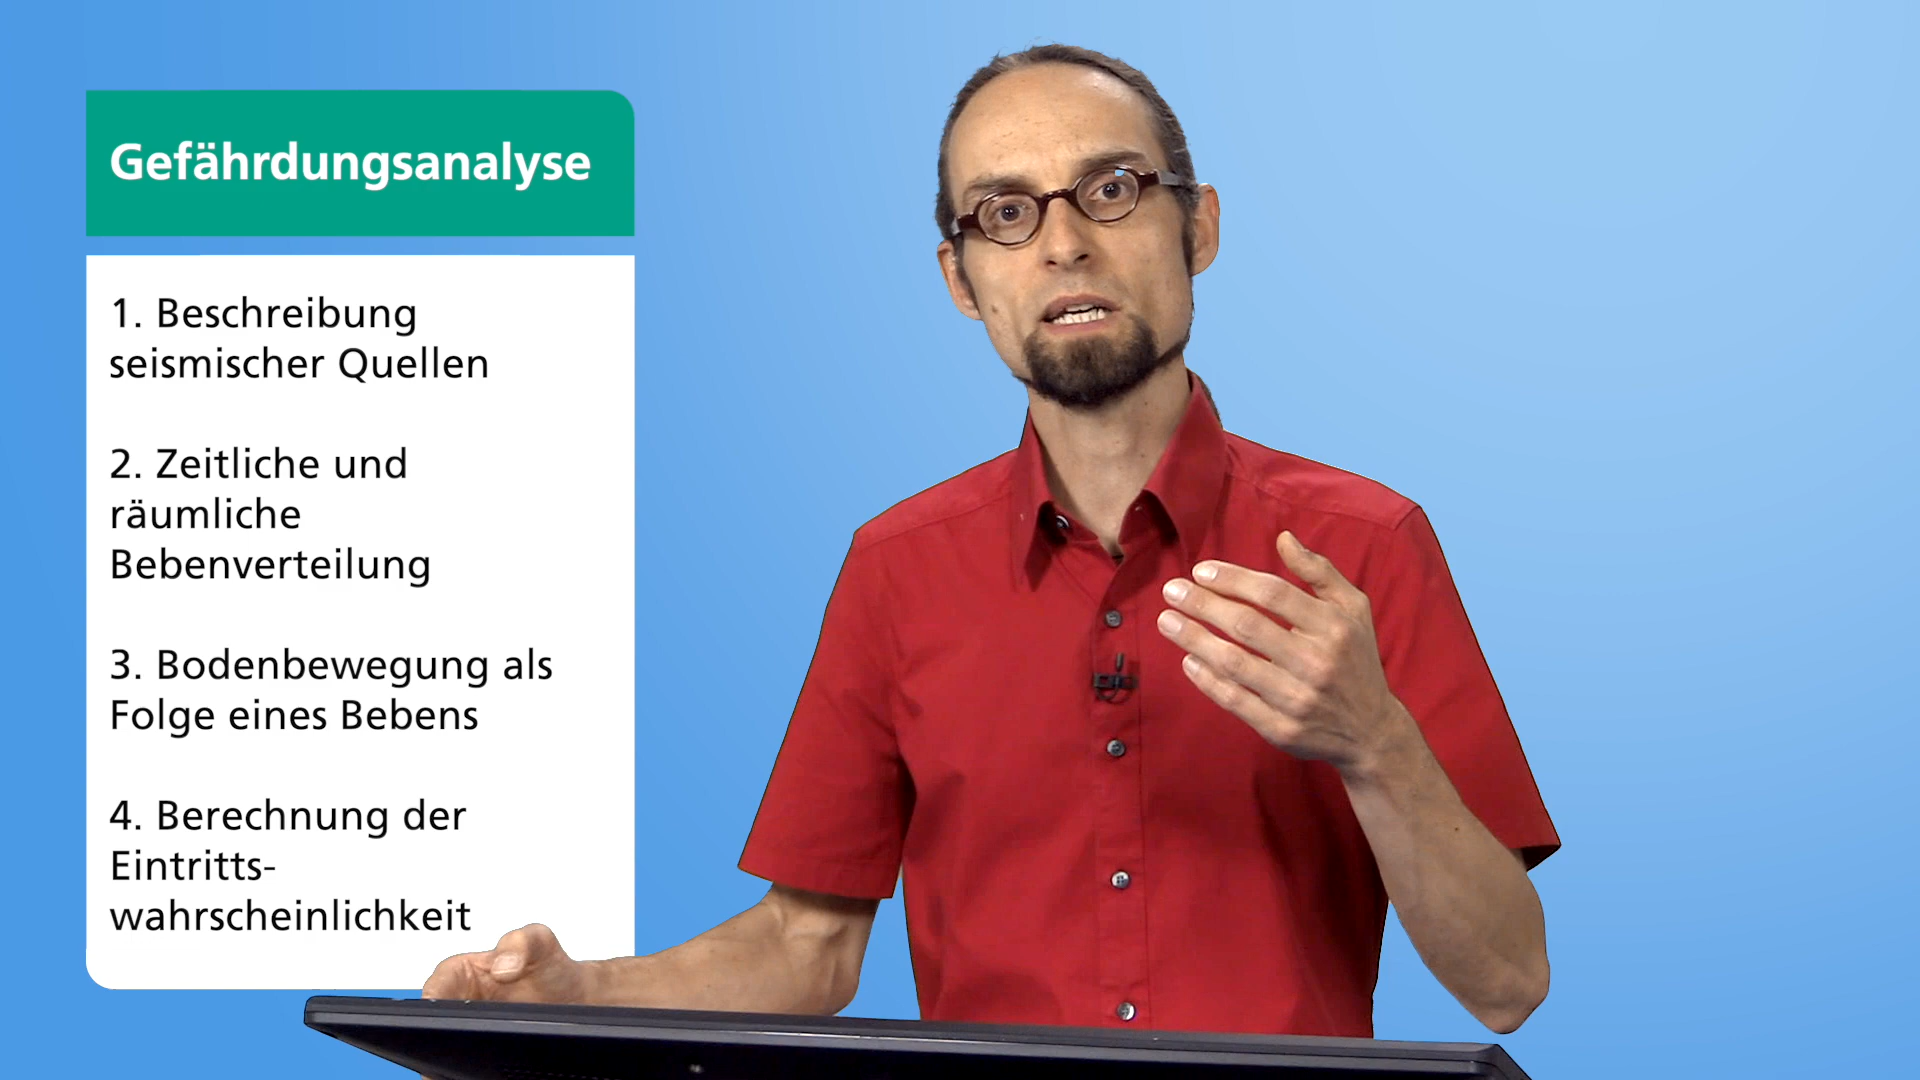 Gefährdungsanalyse
1. Beschreibung
seismischer Quellen
2. Zeitliche und
räumliche
Bebenverteilung
3. Bodenbewegung als
Folge eines Bebens
4. Berechnung der
Eintritts-
wahrscheinlichkeit